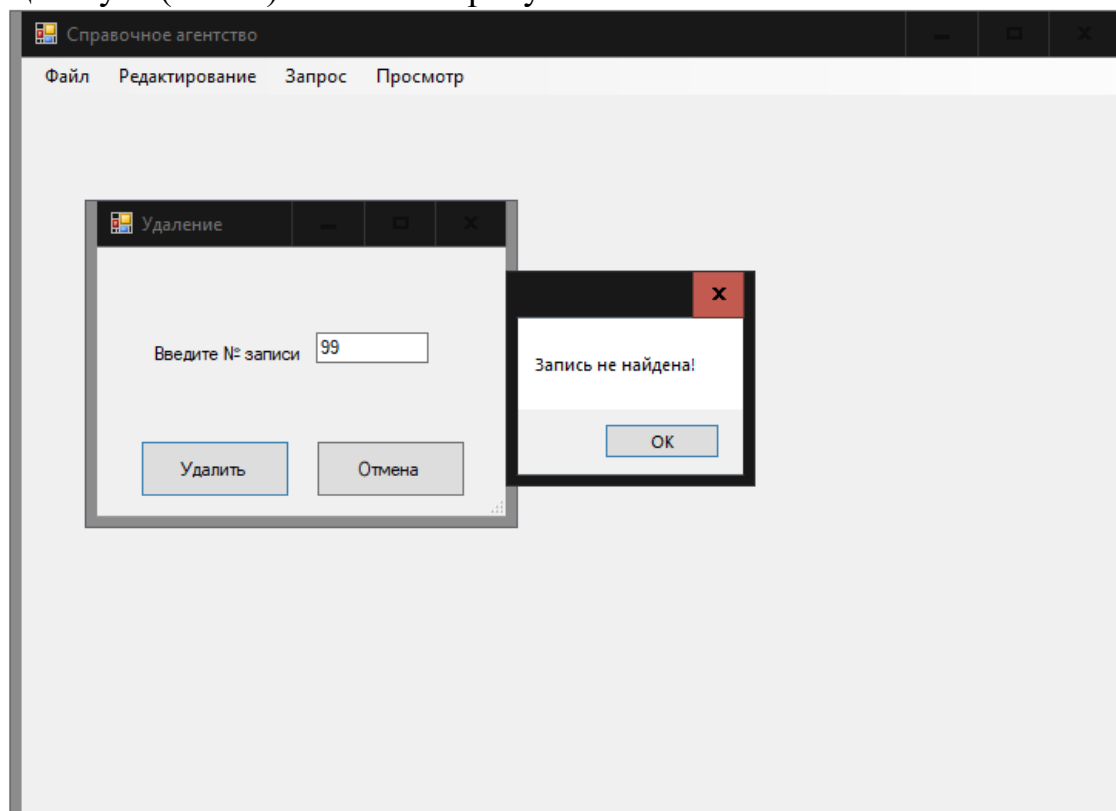 Справочное агентство
Файл Редактирование Запрос Просмотр
Удаление
Введите № записи 99
Удалить Отмена
Запись не найдена!
OK